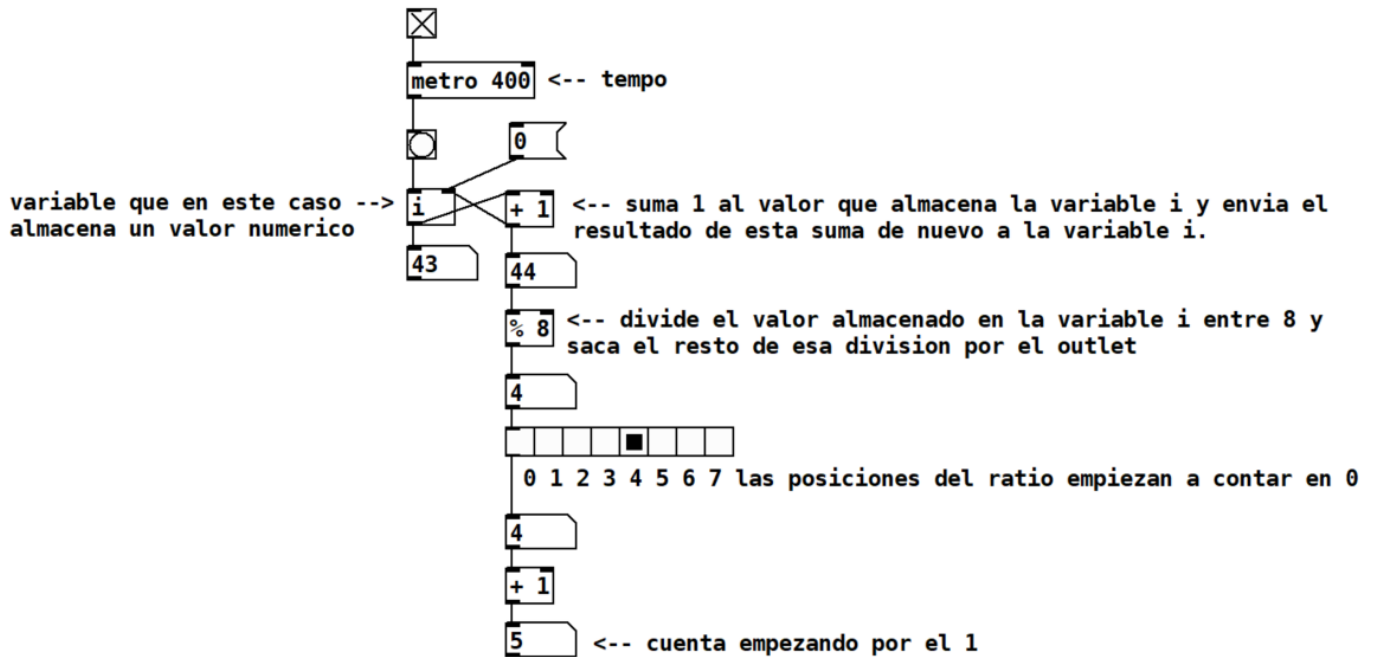 metro 400 <-- tempo
0
variable que en este caso --> i + 1 <-- suma 1 al valor que almacena la variable i y envia el
almacena un valor numerico resultado de esta suma de nuevo a la variable i.
43 44
% 8 <-- divide el valor almacenado en la variable i entre 8 y
saca el resto de esa division por el outlet
4
0 1 2 3 4 5 6 7 las posiciones del ratio empiezan a contar en 0
4
+ 1
5 <-- cuenta empezando por el 1